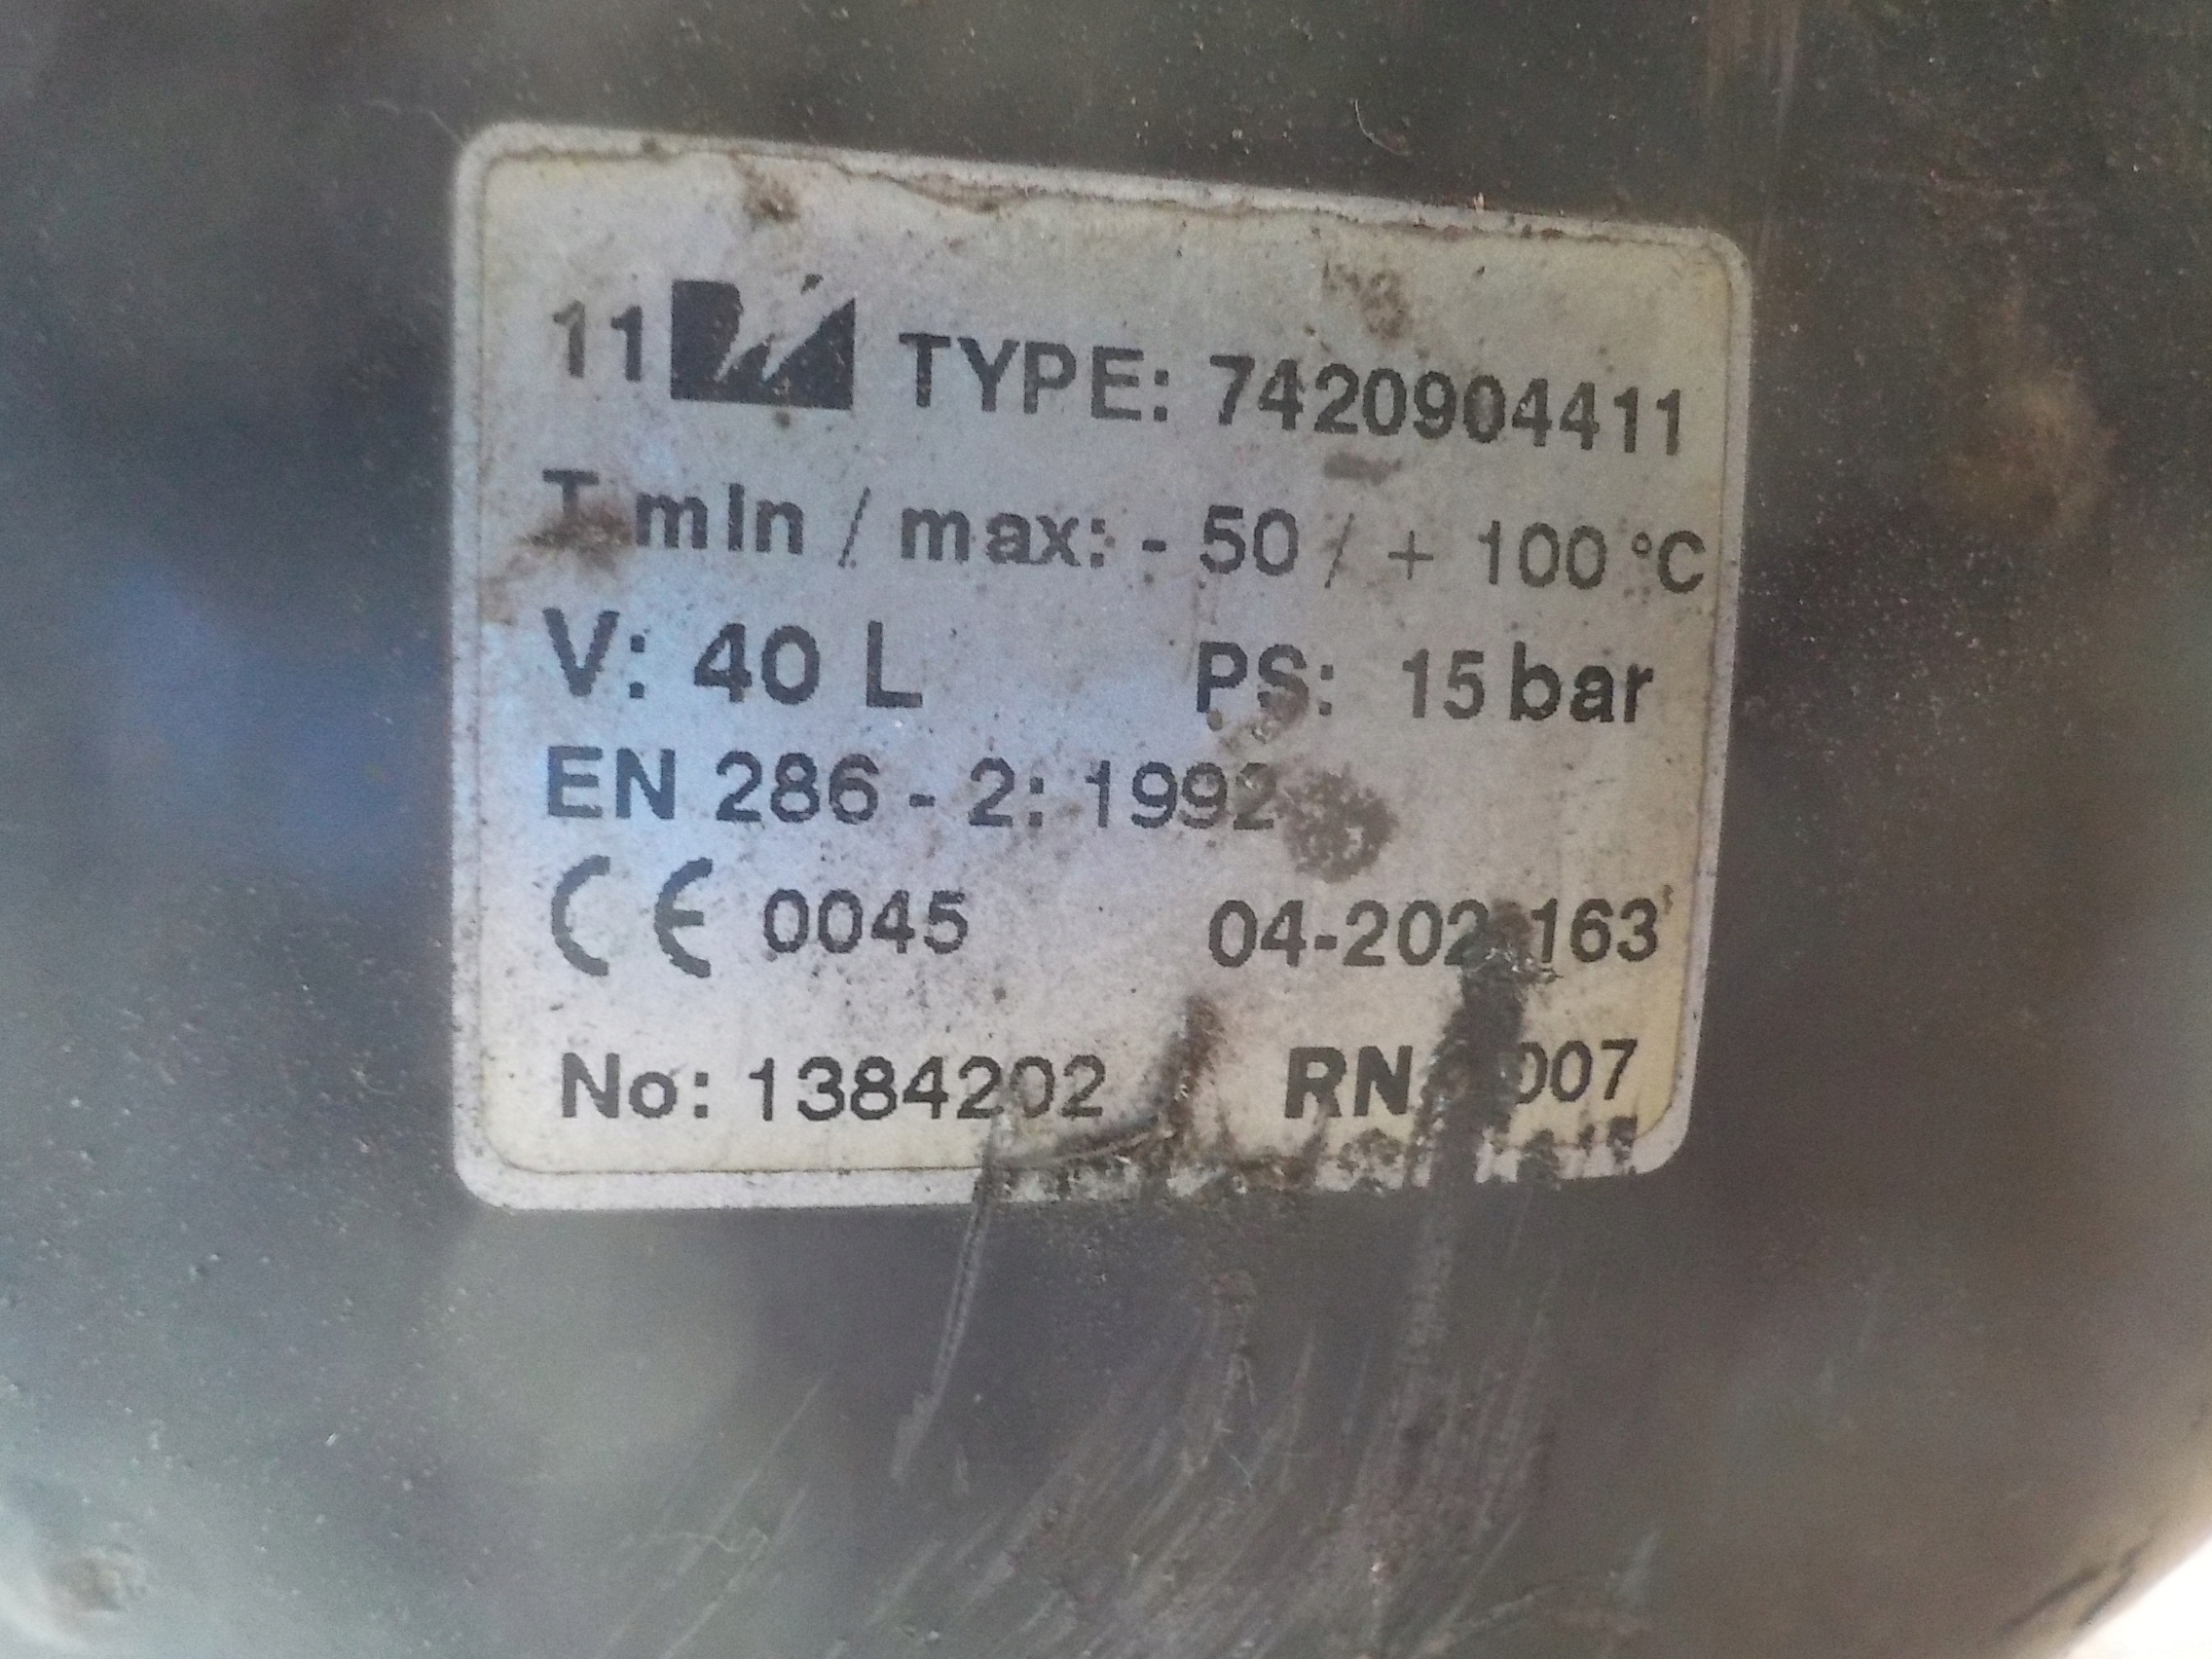 11 TYPE: 7420904411
T min / max: - 50 / + 100 °C
V: 40 L PS: 15 bar
EN 286 - 2: 1992
CE 0045 04-202 163
No: 1384202 RN